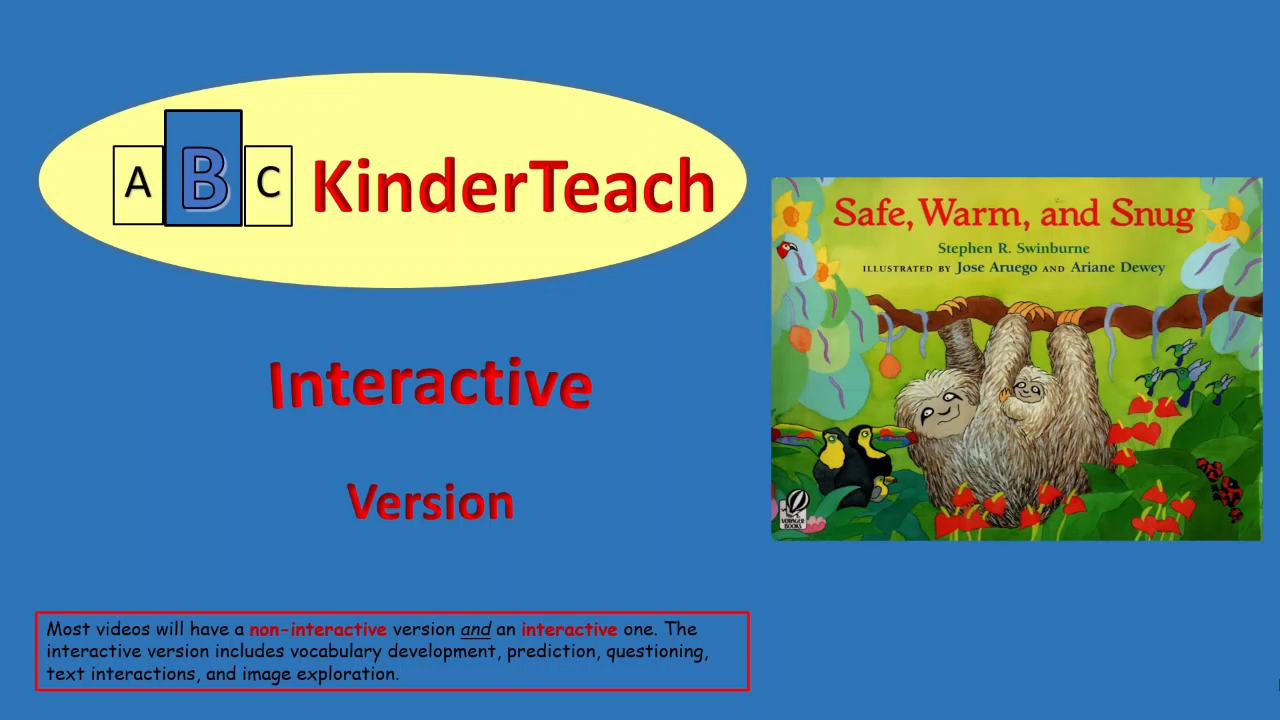 A B C KinderTeach
Interactive
Version
Safe, Warm, and Snug
Stephen R. Swinburne
ILLUSTRATED BY Jose Aruego AND Ariane Dewey
VOYAGER
BOOKS
Most videos will have a non-interactive version and an interactive one. The
interactive version includes vocabulary development, prediction, questioning,
text interactions, and image exploration.